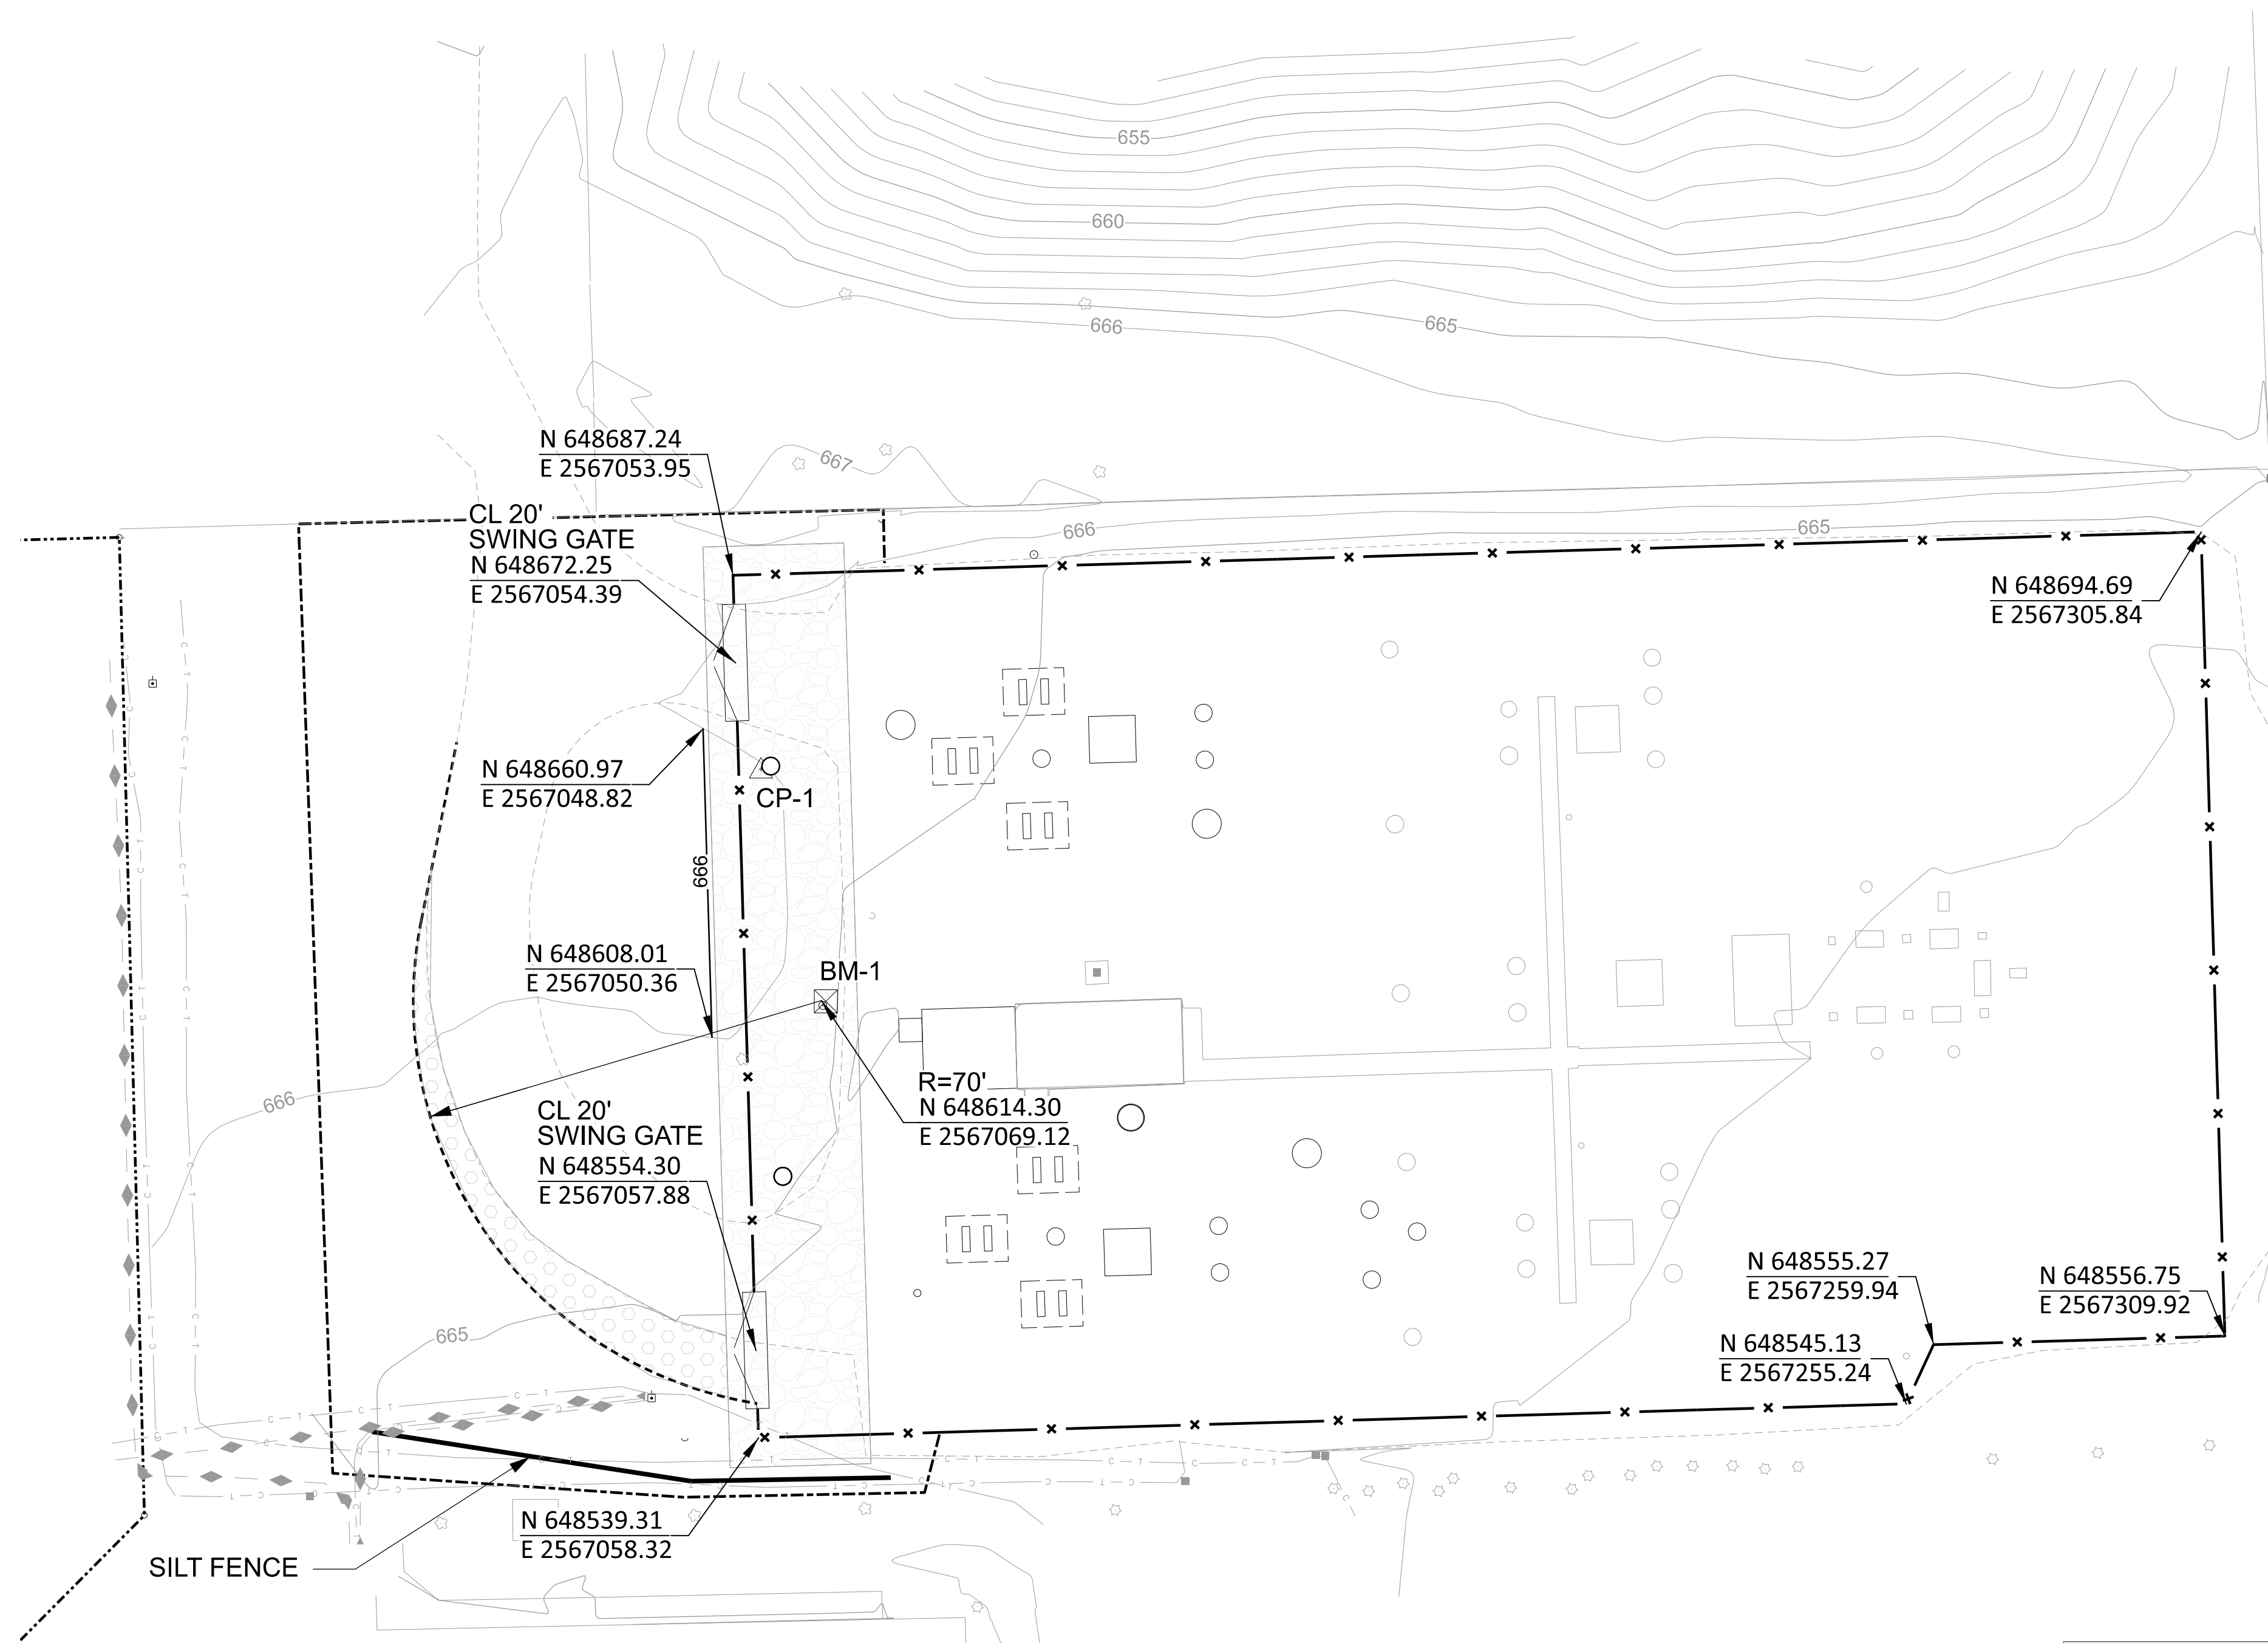 655
660
666
665
N 648687.24
E 2567053.95
667
CL 20'
SWING GATE
N 648672.25
E 2567054.39
666
665
N 648694.69
E 2567305.84
N 648660.97
E 2567048.82
CP-1
666
N 648608.01
E 2567050.36
BM-1
R=70'
N 648614.30
E 2567069.12
666
CL 20'
SWING GATE
N 648554.30
E 2567057.88
665
N 648555.27
E 2567259.94
N 648556.75
E 2567309.92
N 648545.13
E 2567255.24
N 648539.31
E 2567058.32
SILT FENCE